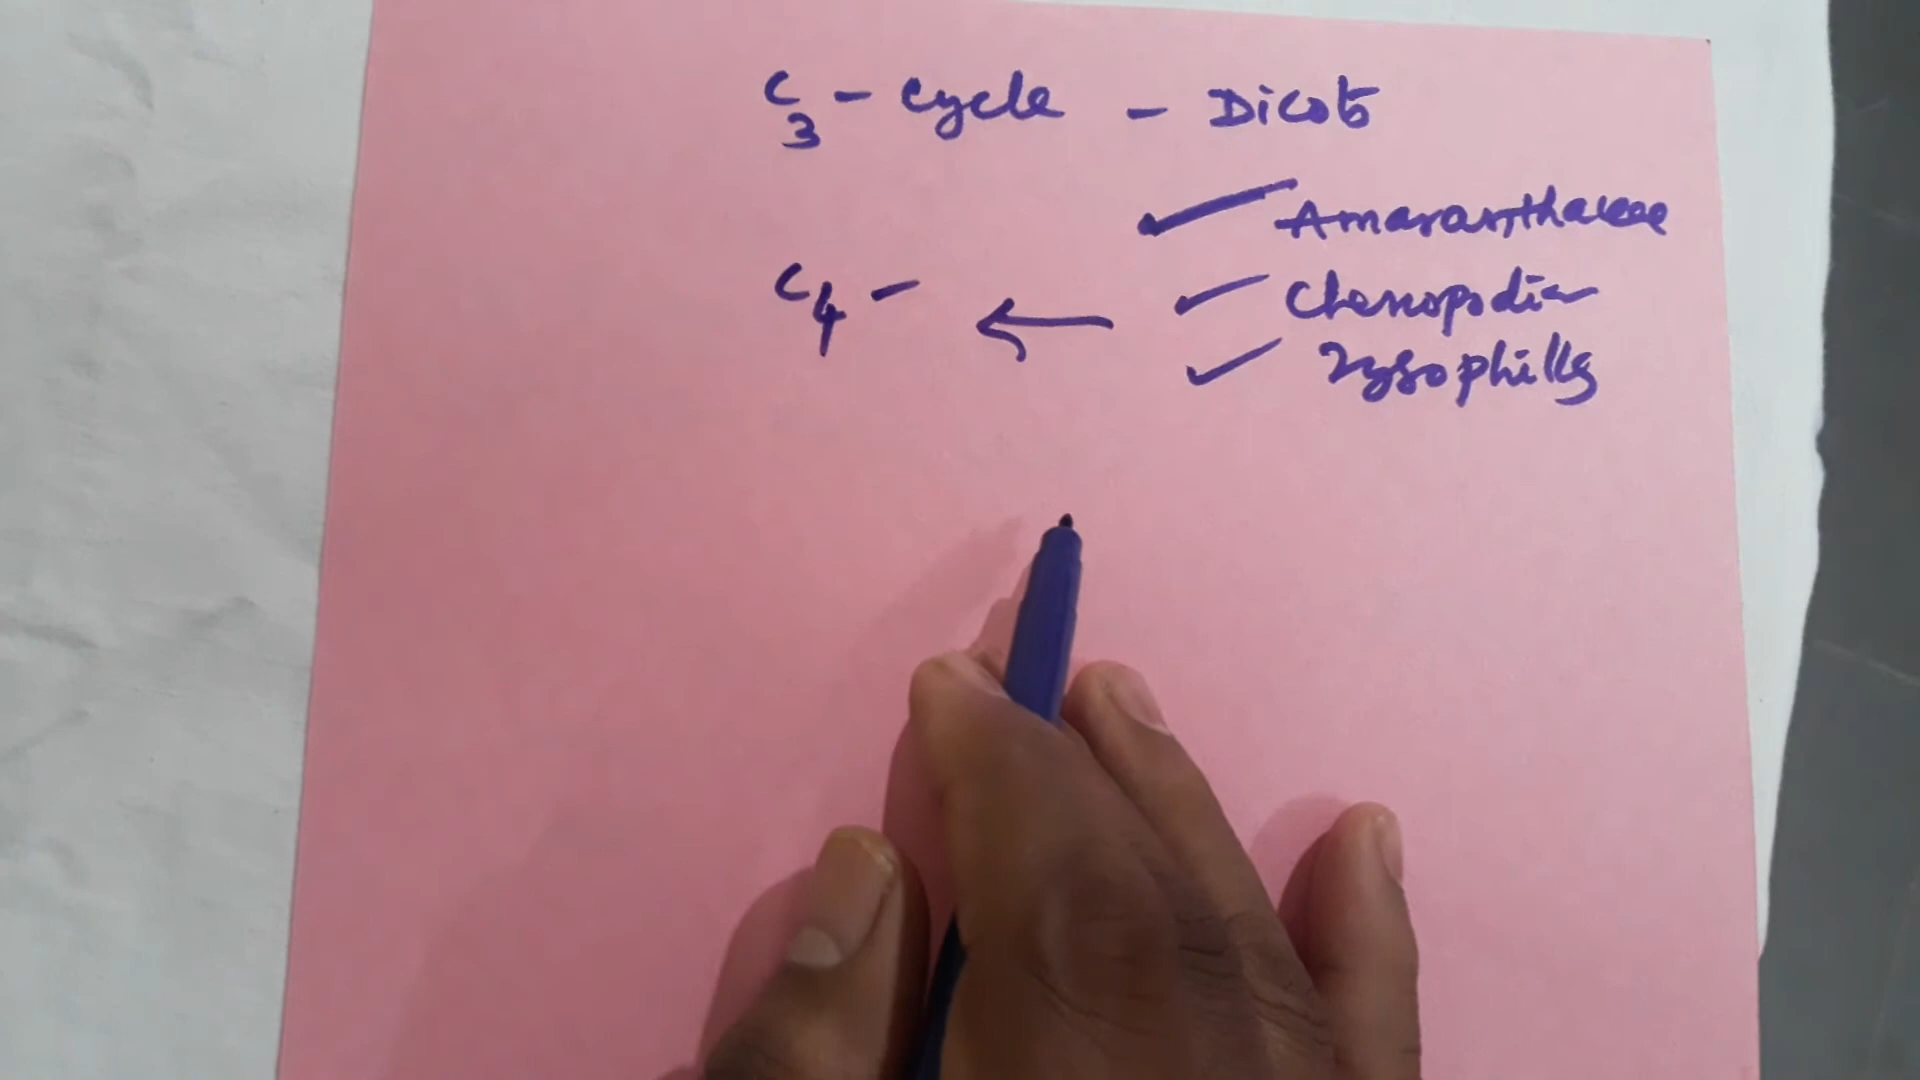 C3 - cycle - Dicots
Amaranthaceae
C4 -
Chenopodia
Zygophills